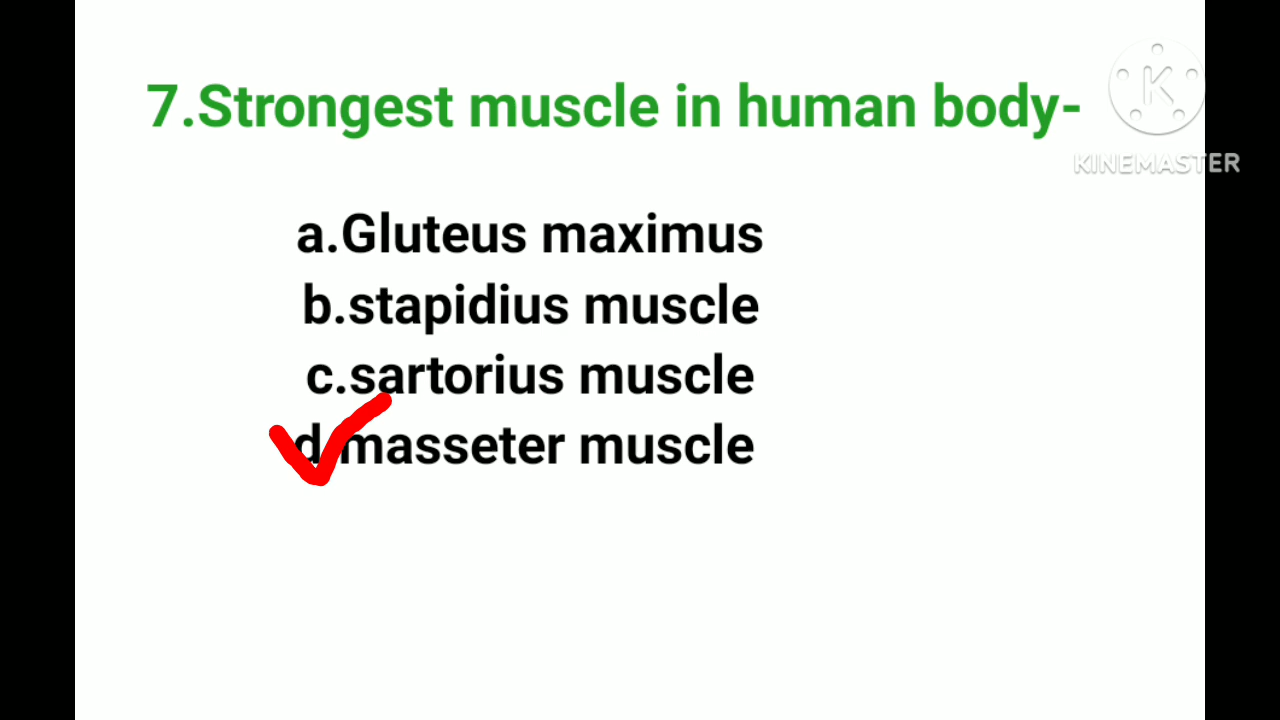 7.Strongest muscle in human body-
K
KINEMASTER
a.Gluteus maximus
b.stapidius muscle
c.sartorius muscle
d.masseter muscle